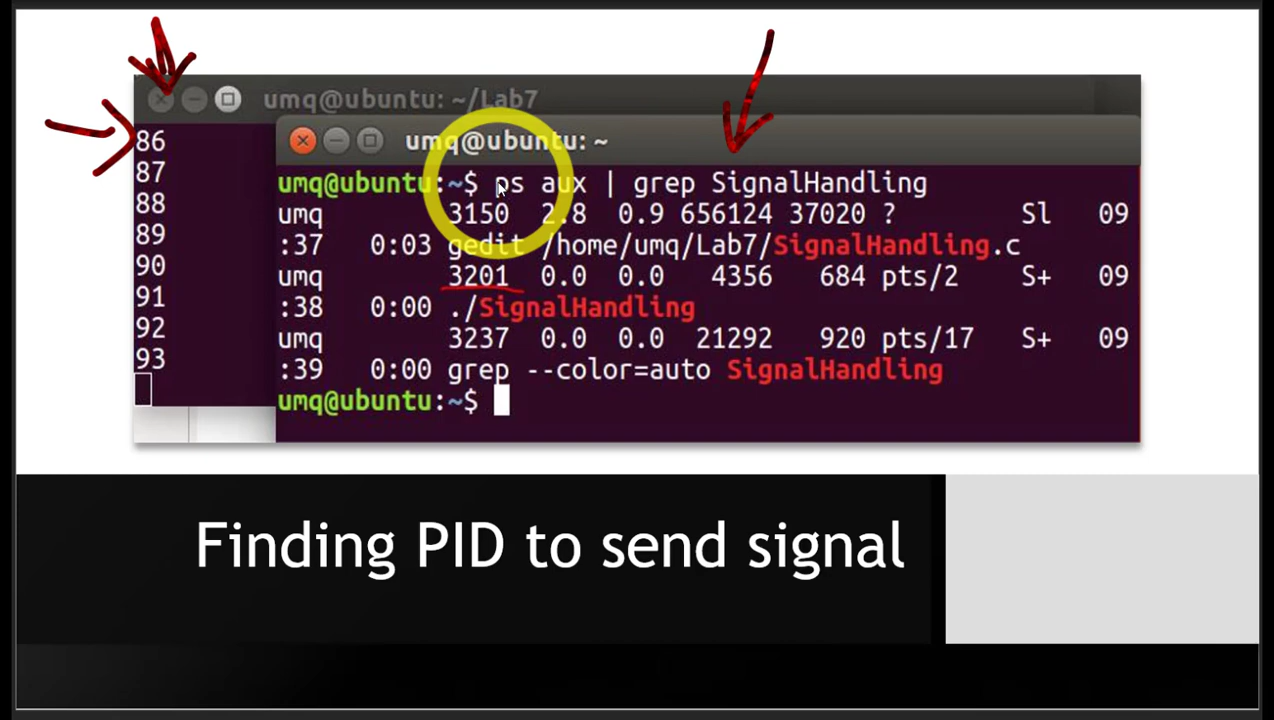 umq@ubuntu: ~/Lab7
86
87
88
89
90
91
92
93
umq@ubuntu: ~
umq@ubuntu:~$ ps aux | grep SignalHandling
umq 3150 2.8 0.9 656124 37020 ? Sl 09
:37 0:03 gedit /home/umq/Lab7/SignalHandling.c
umq 3201 0.0 0.0 4356 684 pts/2 S+ 09
:38 0:00 ./SignalHandling
umq 3237 0.0 0.0 21292 920 pts/17 S+ 09
:39 0:00 grep --color=auto SignalHandling
umq@ubuntu:~$
Finding PID to send signal